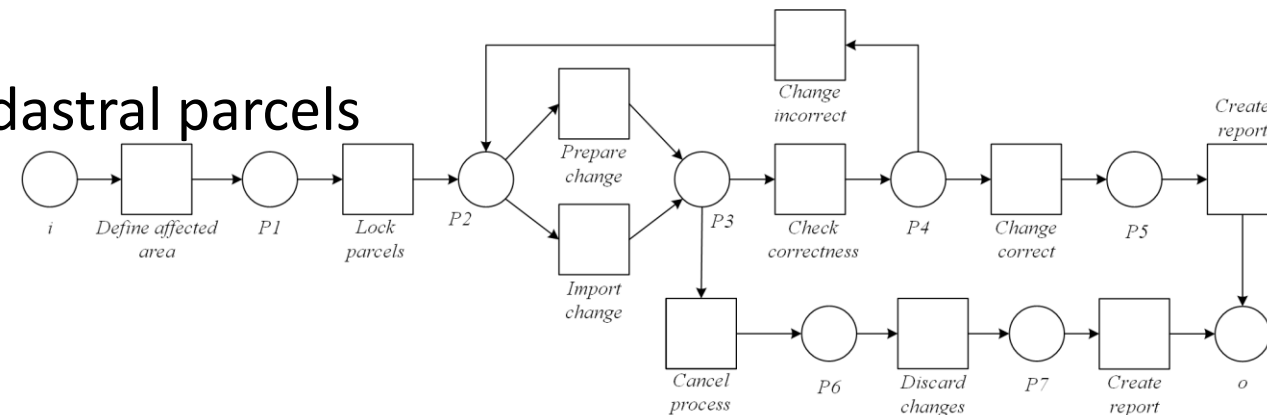 dastral parcels
Change
incorrect
Create
report
Prepare
change
i
Define affected
area
P1
Lock
parcels
P2
P3
Check
correctness
P4
Change
correct
P5
Import
change
Cancel
process
P6
Discard
changes
P7
Create
report
o